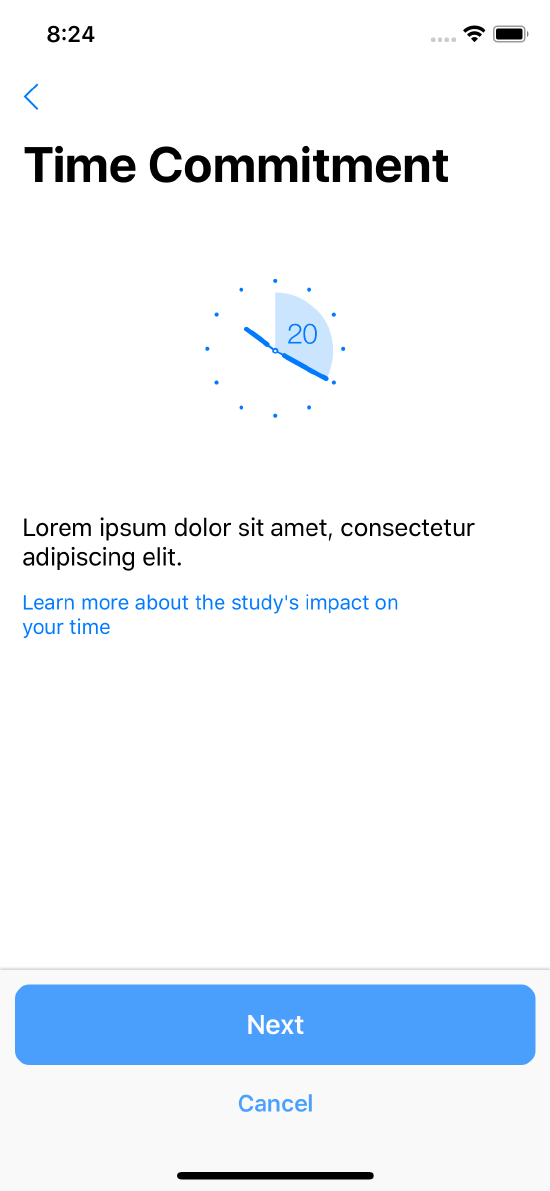 8:24
Time Commitment
20
Lorem ipsum dolor sit amet, consectetur
adipiscing elit.
Learn more about the study's impact on
your time
Next
Cancel